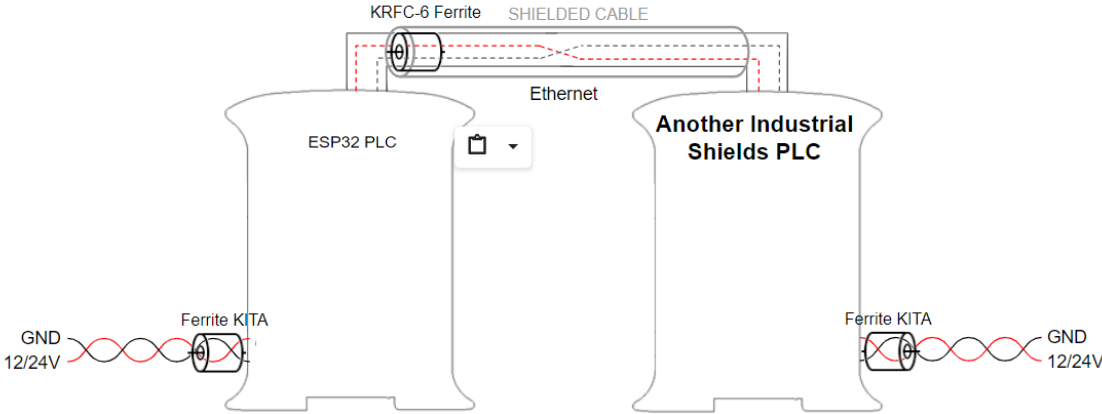 KRFC-6 Ferrite
SHIELDED CABLE
Ethernet
ESP32 PLC
Another Industrial
Shields PLC
Ferrite KITA
GND
12/24V
Ferrite KITA
GND
12/24V